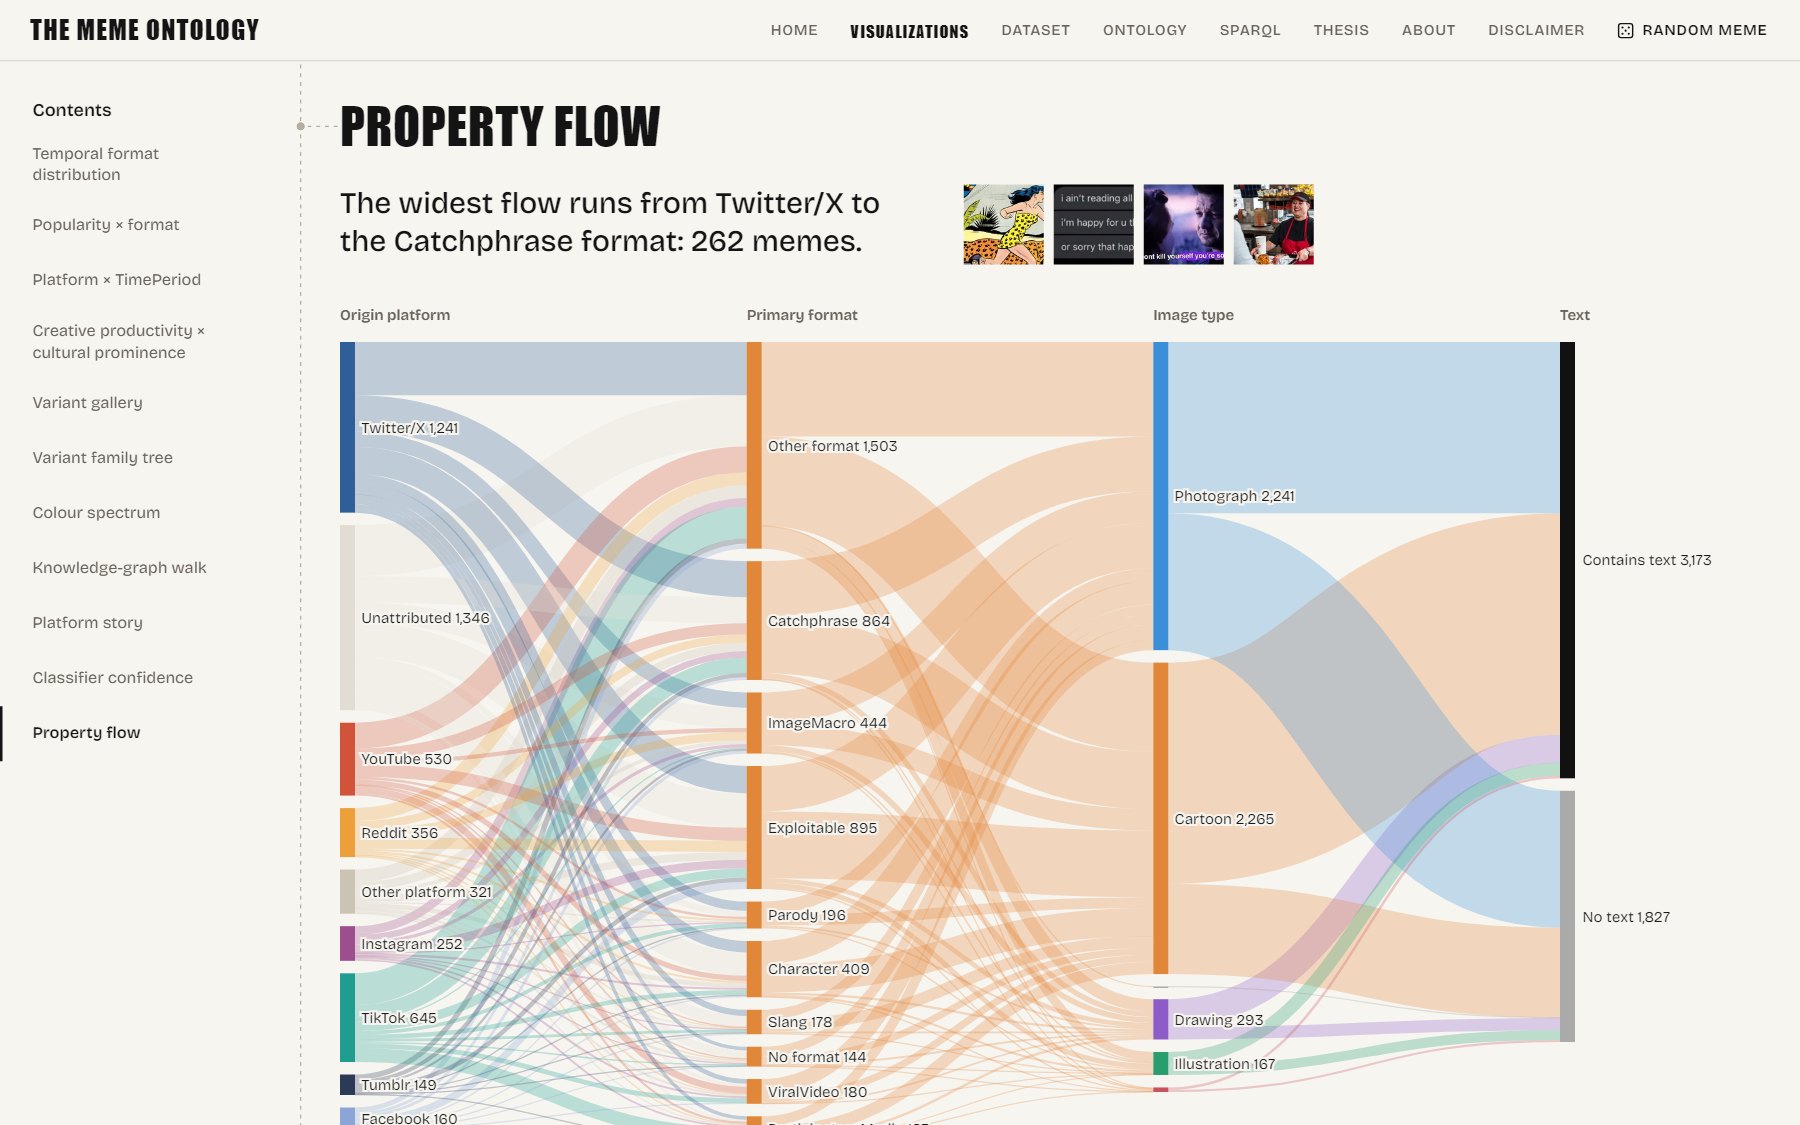 THE MEME ONTOLOGY
HOME
VISUALIZATIONS
DATASET
ONTOLOGY
SPARQL
THESIS
ABOUT
DISCLAIMER
RANDOM MEME
Contents
Temporal format
distribution
Popularity × format
Platform × TimePeriod
Creative productivity ×
cultural prominence
Variant gallery
Variant family tree
Colour spectrum
Knowledge-graph walk
Platform story
Classifier confidence
Property flow
PROPERTY FLOW
The widest flow runs from Twitter/X to
the Catchphrase format: 262 memes.
i ain't reading all
i'm happy for u t
or sorry that hap
ont kill yourself you're so
Origin platform
Primary format
Image type
Text
Twitter/X 1,241
Unattributed 1,346
YouTube 530
Reddit 356
Other platform 321
Instagram 252
TikTok 645
Tumblr 149
Facebook 160
Other format 1,503
Catchphrase 864
ImageMacro 444
Exploitable 895
Parody 196
Character 409
Slang 178
No format 144
ViralVideo 180
Photograph 2,241
Cartoon 2,265
Drawing 293
Illustration 167
Contains text 3,173
No text 1,827